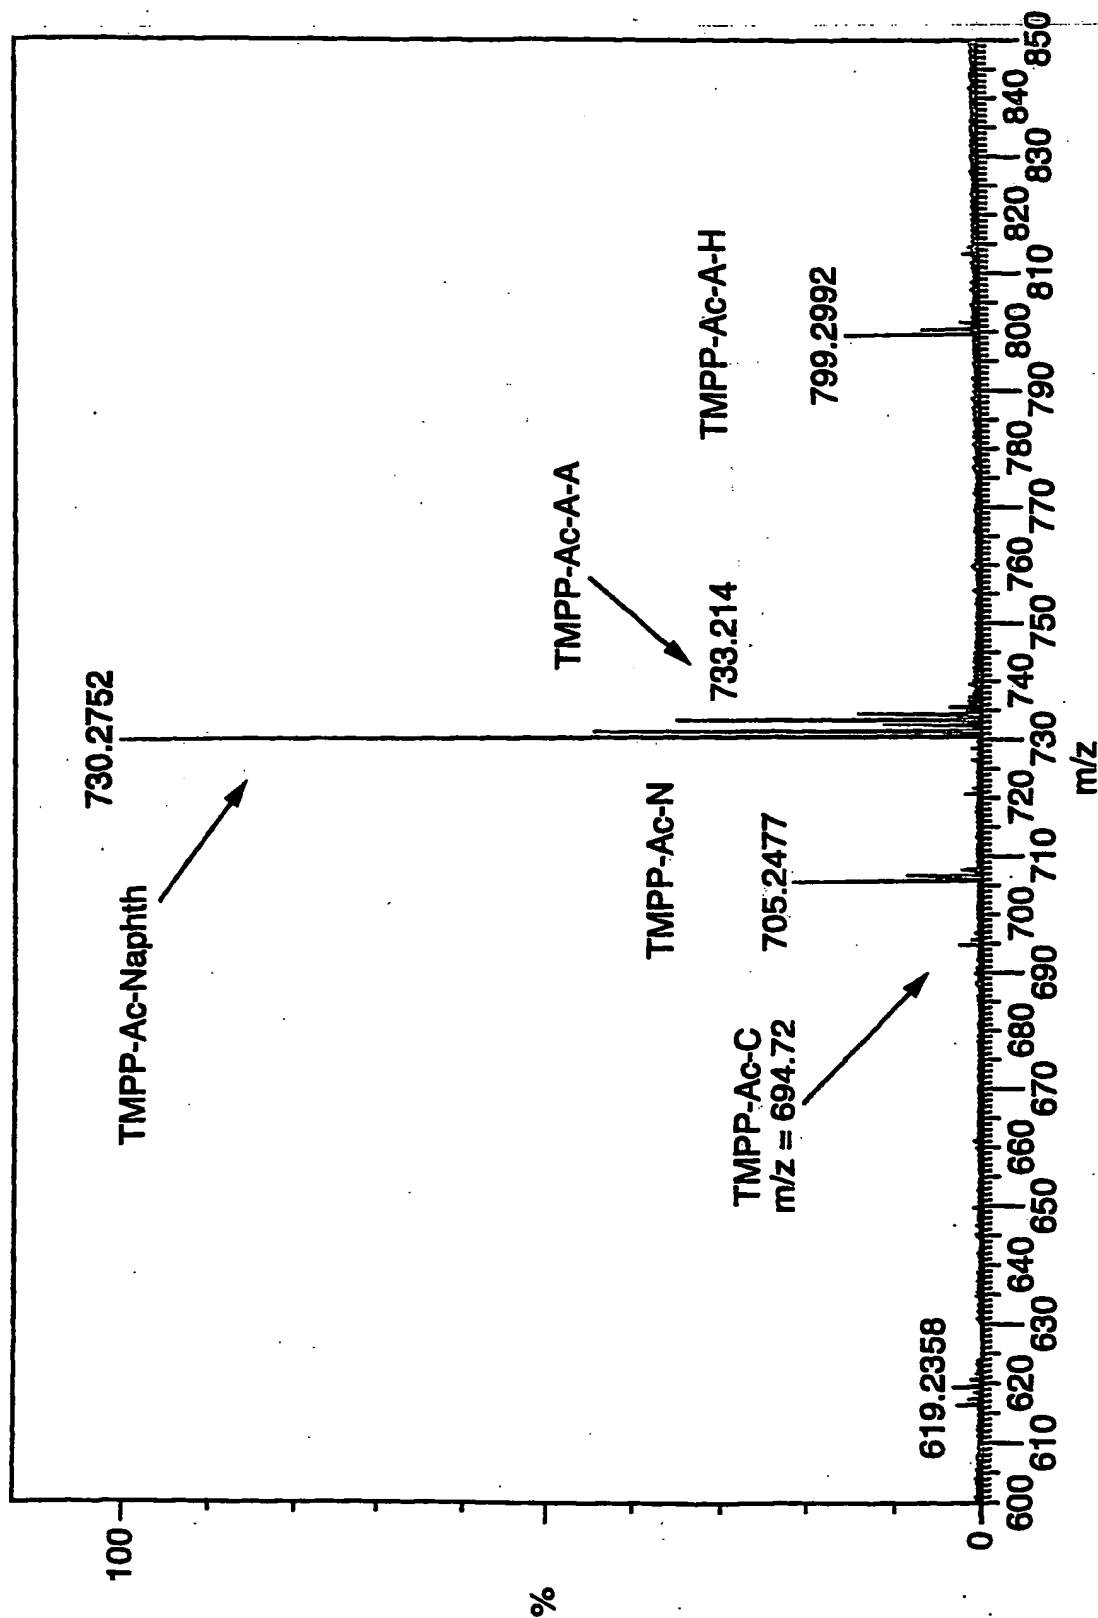 100
%
0
TMPP-Ac-Naphth
730.2752
TMPP-Ac-A-A
733.214
TMPP-Ac-N
705.2477
TMPP-Ac-A-H
799.2992
TMPP-Ac-C
m/z = 694.72
619.2358
600 610 620 630 640 650 660 670 680 690 700 710 720 730 740 750 760 770 780 790 800 810 820 830 840 850
m/z